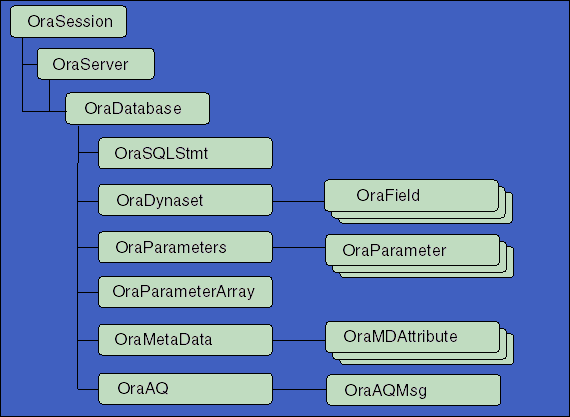 OraSession
OraServer
OraDatabase
OraSQLStmt
OraDynaset
OraField
OraParameters
OraParameter
OraParameterArray
OraMetaData
OraMDAttribute
OraAQ
OraAQMsg